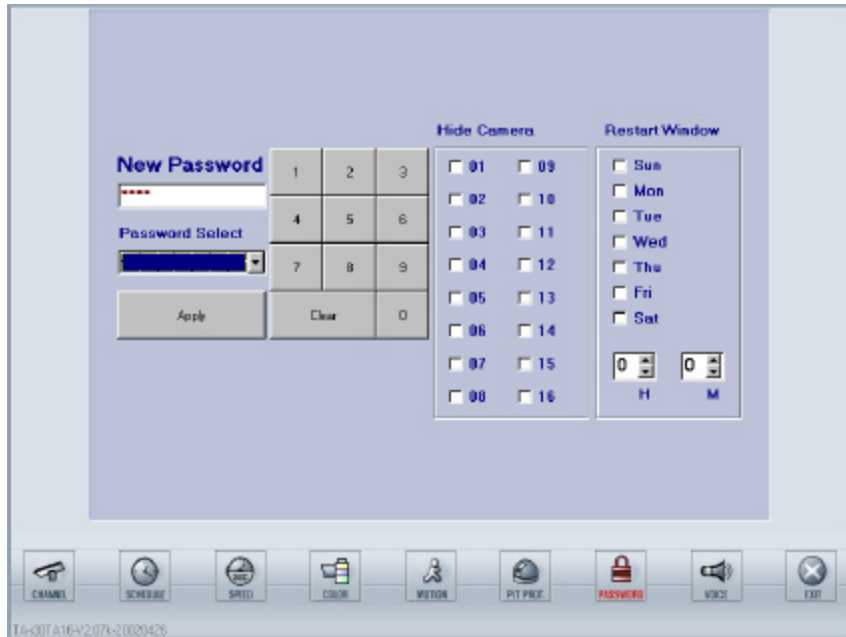 Hide Camera
Restart Window
New Password
****
Password Select
1 2 3
4 5 6
7 8 9
Apply Clear 0
01 09
02 10
03 11
04 12
05 13
06 14
07 15
08 16
Sun
Mon
Tue
Wed
Thu
Fri
Sat
0 0
H M
CHANNEL SCHEDULE SPEED COLOR MOTION PASSWORD VOICE EXIT